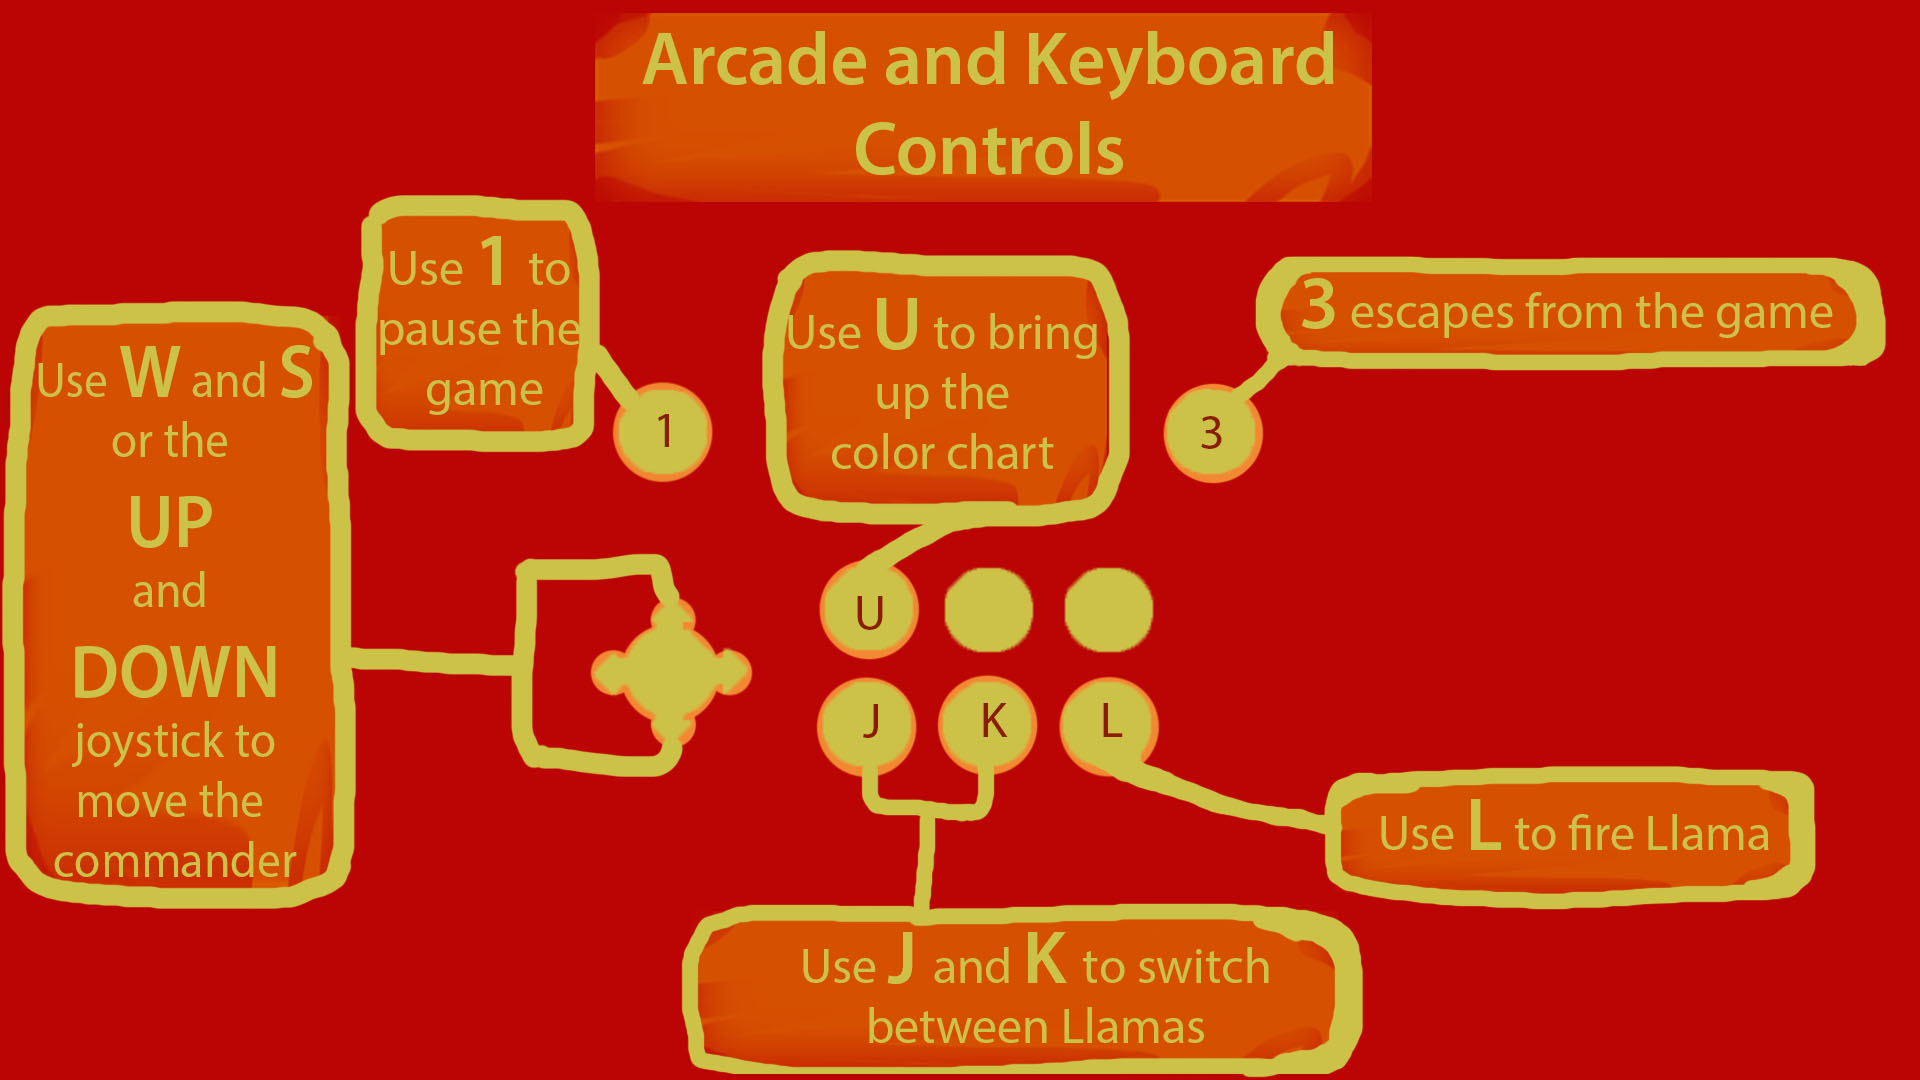 Arcade and Keyboard
Controls
Use 1 to
pause the
game
Use U to bring
up the
color chart
3 escapes from the game
Use W and S
or the
UP
and
DOWN
joystick to
move the
commander
1
3
U
J
K
L
Use L to fire Llama
Use J and K to switch
between Llamas